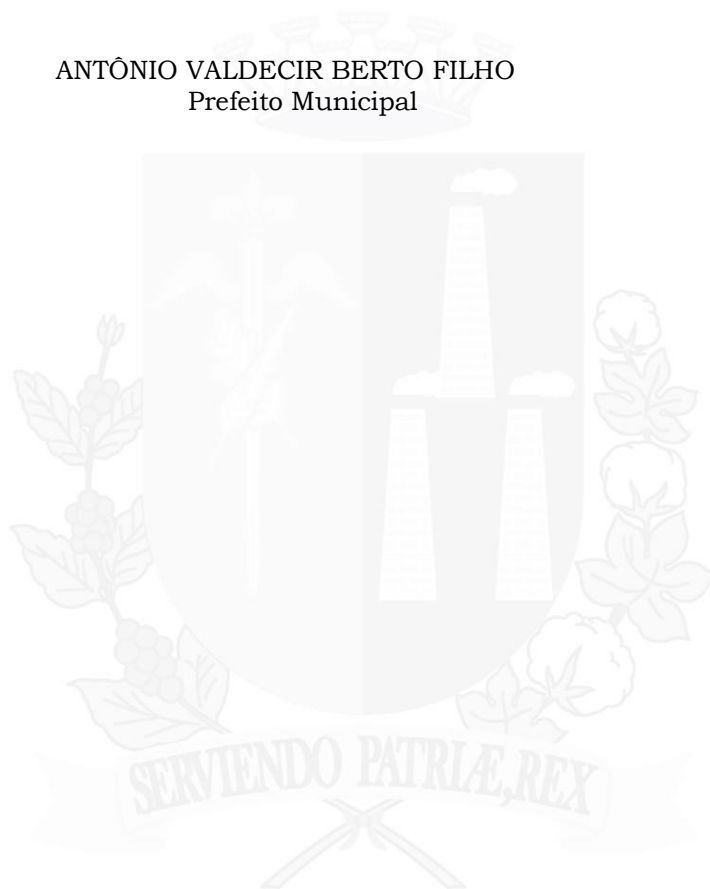 ANTÔNIO VALDECIR BERTO FILHO
Prefeito Municipal
SERVIENDO PATRIÆ, REX